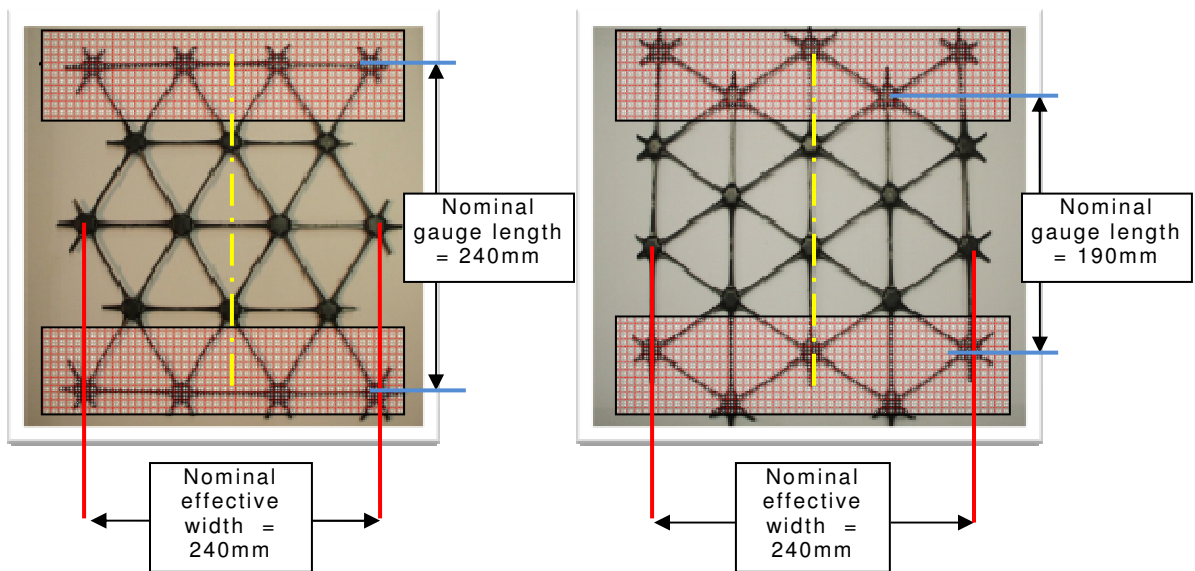 Nominal
gauge length
= 240mm
Nominal
effective
width =
240mm
Nominal
gauge length
= 190mm
Nominal
effective
width =
240mm